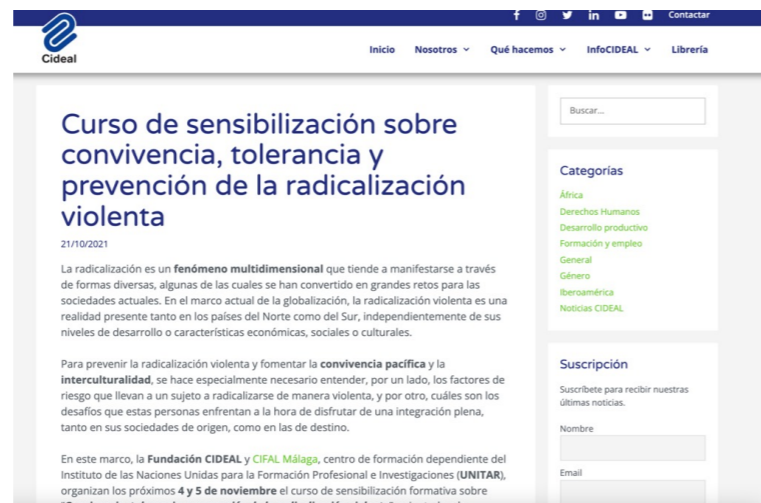 Contactar
Cideal
Inicio Nosotros Qué hacemos InfoCIDEAL Librería
Curso de sensibilización sobre
convivencia, tolerancia y
prevención de la radicalización
violenta
21/10/2021
La radicalización es un fenómeno multidimensional que tiende a manifestarse a través
de formas diversas, algunas de las cuales se han convertido en grandes retos para las
sociedades actuales. En el marco actual de la globalización, la radicalización violenta es una
realidad presente tanto en los países del Norte como del Sur, independientemente de sus
niveles de desarrollo o características económicas, sociales o culturales.
Para prevenir la radicalización violenta y fomentar la convivencia pacífica y la
interculturalidad, se hace especialmente necesario entender, por un lado, los factores de
riesgo que llevan a un sujeto a radicalizarse de manera violenta, y por otro, cuáles son los
desafíos que estas personas enfrentan a la hora de disfrutar de una integración plena,
tanto en sus sociedades de origen, como en las de destino.
En este marco, la Fundación CIDEAL y CIFAL Málaga, centro de formación dependiente del
Instituto de las Naciones Unidas para la Formación Profesional e Investigaciones (UNITAR),
organizan los próximos 4 y 5 de noviembre el curso de sensibilización formativa sobre
Buscar...
Categorías
África
Derechos Humanos
Desarrollo productivo
Formación y empleo
General
Género
Iberoamérica
Noticias CIDEAL
Suscripción
Suscríbete para recibir nuestras
últimas noticias.
Nombre
Email